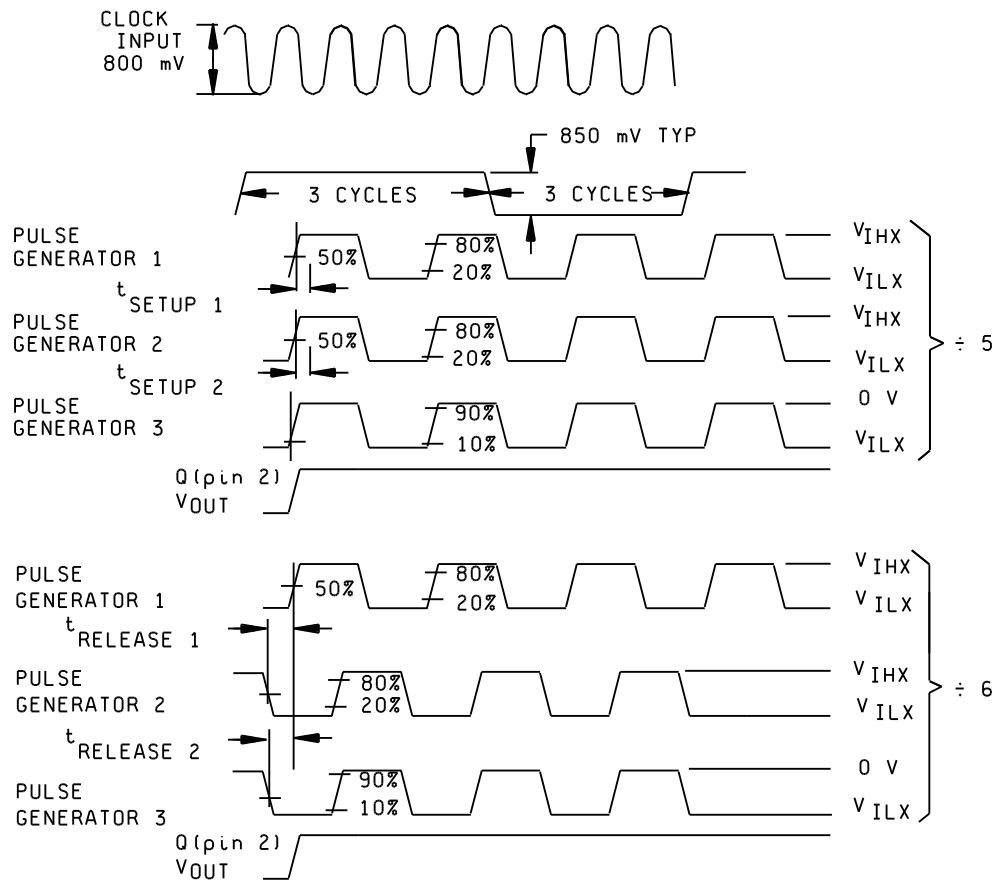 CLOCK
INPUT
800 mV
850 mV TYP
3 CYCLES
3 CYCLES
PULSE
GENERATOR 1
50%
80%
20%
VIHX
VILX
tSETUP 1
PULSE
GENERATOR 2
50%
80%
20%
VIHX
VILX
÷ 5
tSETUP 2
PULSE
GENERATOR 3
90%
10%
0 V
VILX
Q(pin 2)
VOUT
PULSE
GENERATOR 1
50%
80%
20%
VIHX
VILX
tRELEASE 1
PULSE
GENERATOR 2
80%
20%
VIHX
VILX
÷ 6
tRELEASE 2
PULSE
GENERATOR 3
90%
10%
0 V
VILX
Q(pin 2)
VOUT